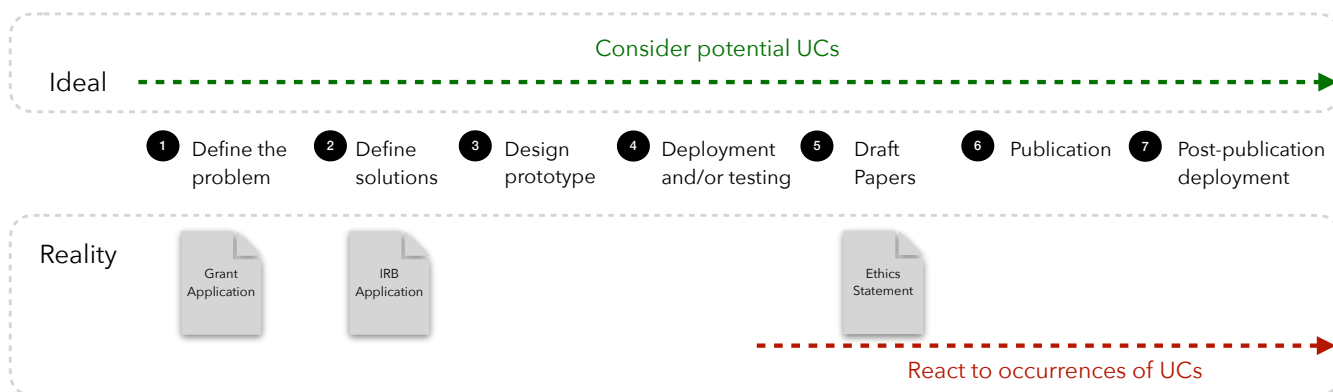 Consider potential UCs
Ideal
1 Define the
problem
2 Define
solutions
3 Design
prototype
4 Deployment
and/or testing
5 Draft
Papers
6 Publication
7 Post-publication
deployment
Reality
Grant
Application
IRB
Application
Ethics
Statement
React to occurrences of UCs